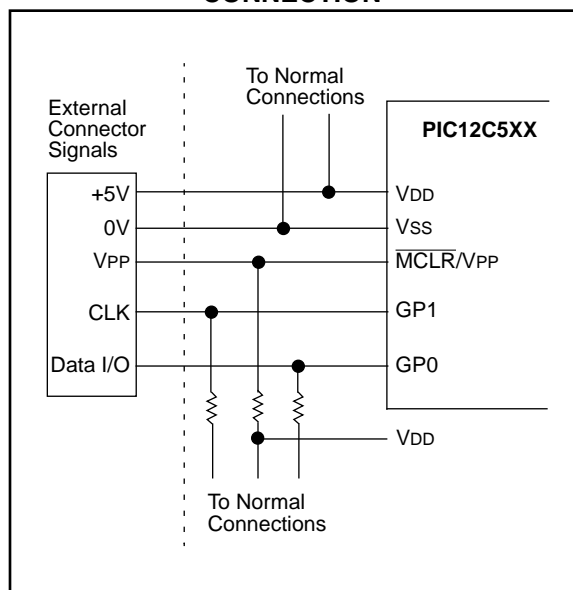 CONNECTION
To Normal
Connections
External
Connector
Signals
PIC12C5XX
+5V
VDD
0V
VSS
VPP
MCLR/VPP
CLK
GP1
Data I/O
GP0
VDD
To Normal
Connections